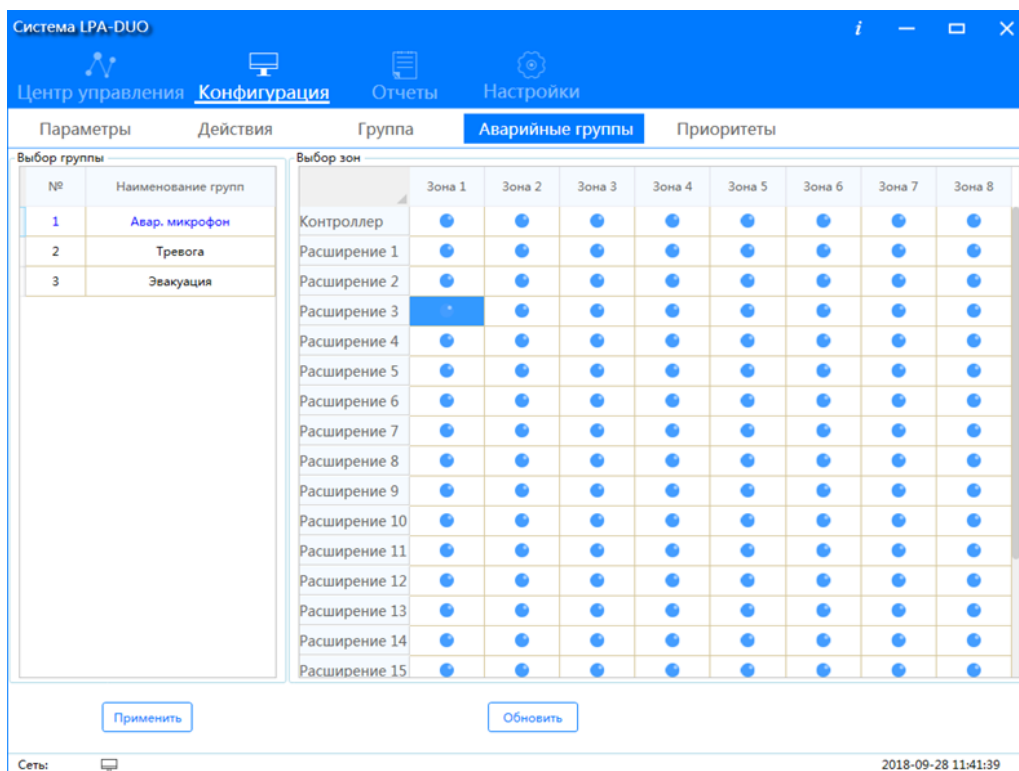 Система LPA-DUO
i
Центр управления Конфигурация Отчеты Настройки
Параметры Действия Группа Аварийные группы Приоритеты
Выбор группы
№ Наименование групп
1 Авар. микрофон
2 Тревога
3 Эвакуация
Выбор зон
Зона 1 Зона 2 Зона 3 Зона 4 Зона 5 Зона 6 Зона 7 Зона 8
Контроллер
Расширение 1
Расширение 2
Расширение 3
Расширение 4
Расширение 5
Расширение 6
Расширение 7
Расширение 8
Расширение 9
Расширение 10
Расширение 11
Расширение 12
Расширение 13
Расширение 14
Расширение 15
Применить Обновить
Сеть: 2018-09-28 11:41:39